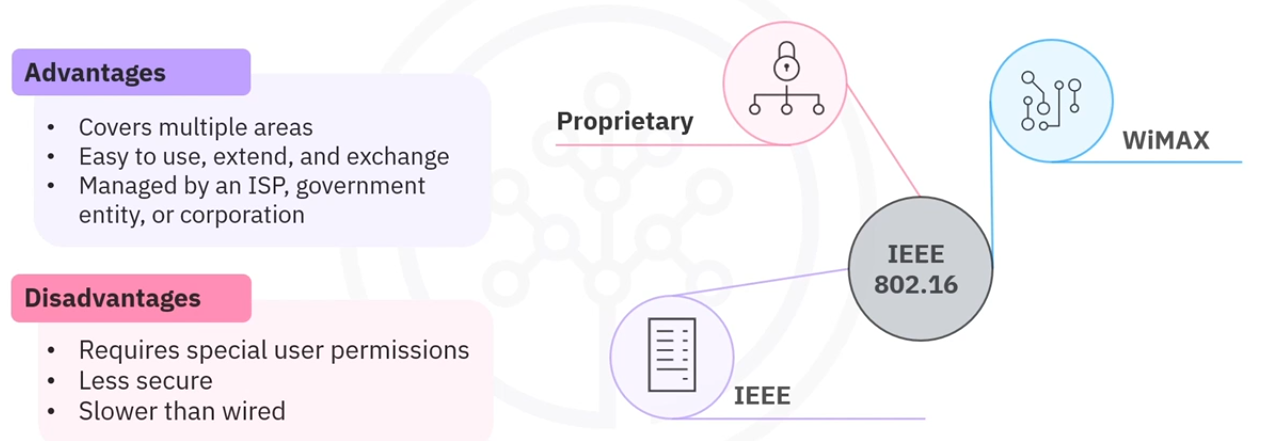 Advantages
• Covers multiple areas
• Easy to use, extend, and exchange
• Managed by an ISP, government
entity, or corporation
Disadvantages
• Requires special user permissions
• Less secure
• Slower than wired
Proprietary
WiMAX
IEEE
802.16
IEEE